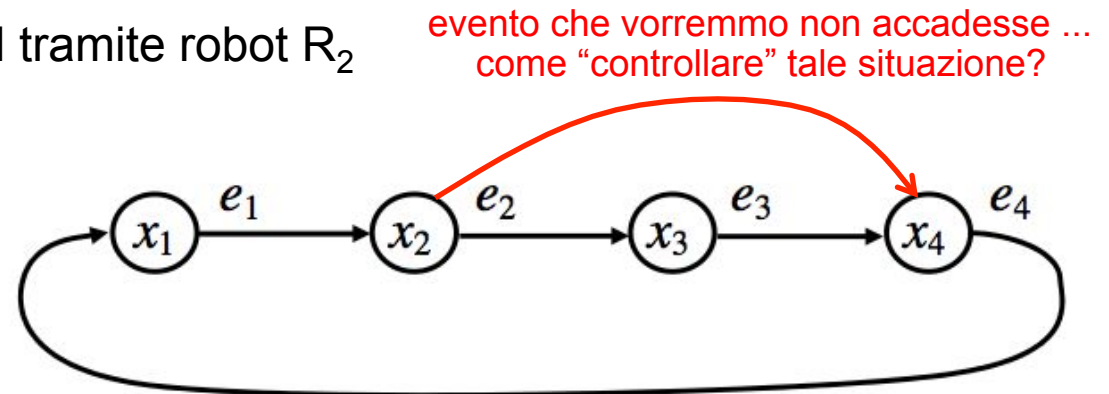 tramite robot R₂
evento che vorremmo non accadesse ...
come “controllare” tale situazione?
e₁ e₂ e₃ e₄
x₁ x₂ x₃ x₄